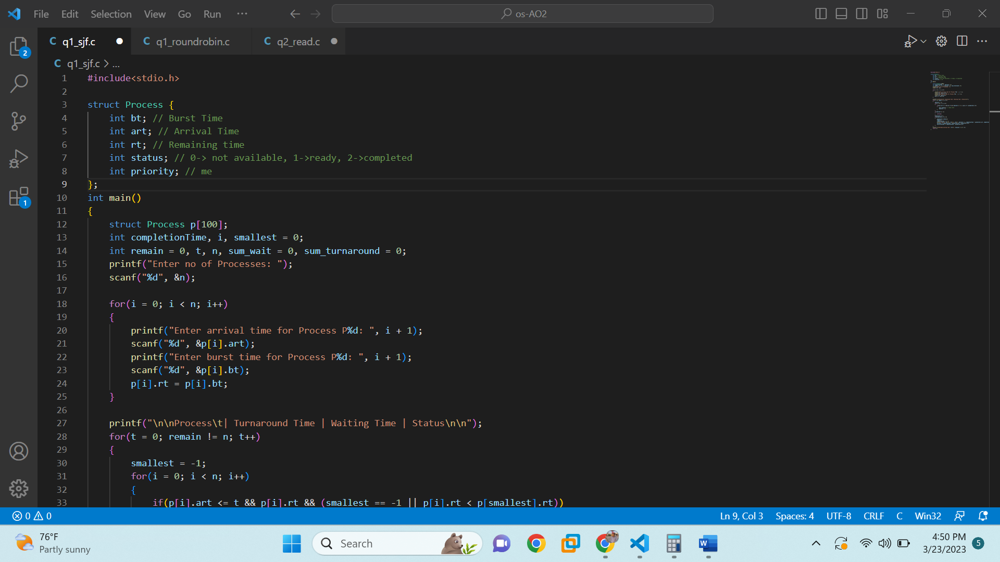 File Edit Selection View Go Run ···
os-AO2
C q1_sjf.c
C q1_roundrobin.c
C q2_read.c
C q1_sjf.c > ...
2
1
1 #include<stdio.h>
2
3 struct Process {
4 int bt; // Burst Time
5 int art; // Arrival Time
6 int rt; // Remaining time
7 int status; // 0-> not available, 1->ready, 2->completed
8 int priority; // me
9 };
10 int main()
11 {
12 struct Process p[100];
13 int completionTime, i, smallest = 0;
14 int remain = 0, t, n, sum_wait = 0, sum_turnaround = 0;
15 printf("Enter no of Processes: ");
16 scanf("%d", &n);
17
18 for(i = 0; i < n; i++)
19 {
20 printf("Enter arrival time for Process P%d: ", i + 1);
21 scanf("%d", &p[i].art);
22 printf("Enter burst time for Process P%d: ", i + 1);
23 scanf("%d", &p[i].bt);
24 p[i].rt = p[i].bt;
25 }
26
27 printf("\n\nProcess\t| Turnaround Time | Waiting Time | Status\n\n");
28 for(t = 0; remain != n; t++)
29 {
30 smallest = -1;
31 for(i = 0; i < n; i++)
32 {
33 if(p[i].art <= t && p[i].rt && (smallest == -1 || p[i].rt < p[smallest].rt))
0 0
Ln 9, Col 3 Spaces: 4 UTF-8 CRLF C Win32
76°F
Partly sunny
Search
W
4:50 PM
3/23/2023
5